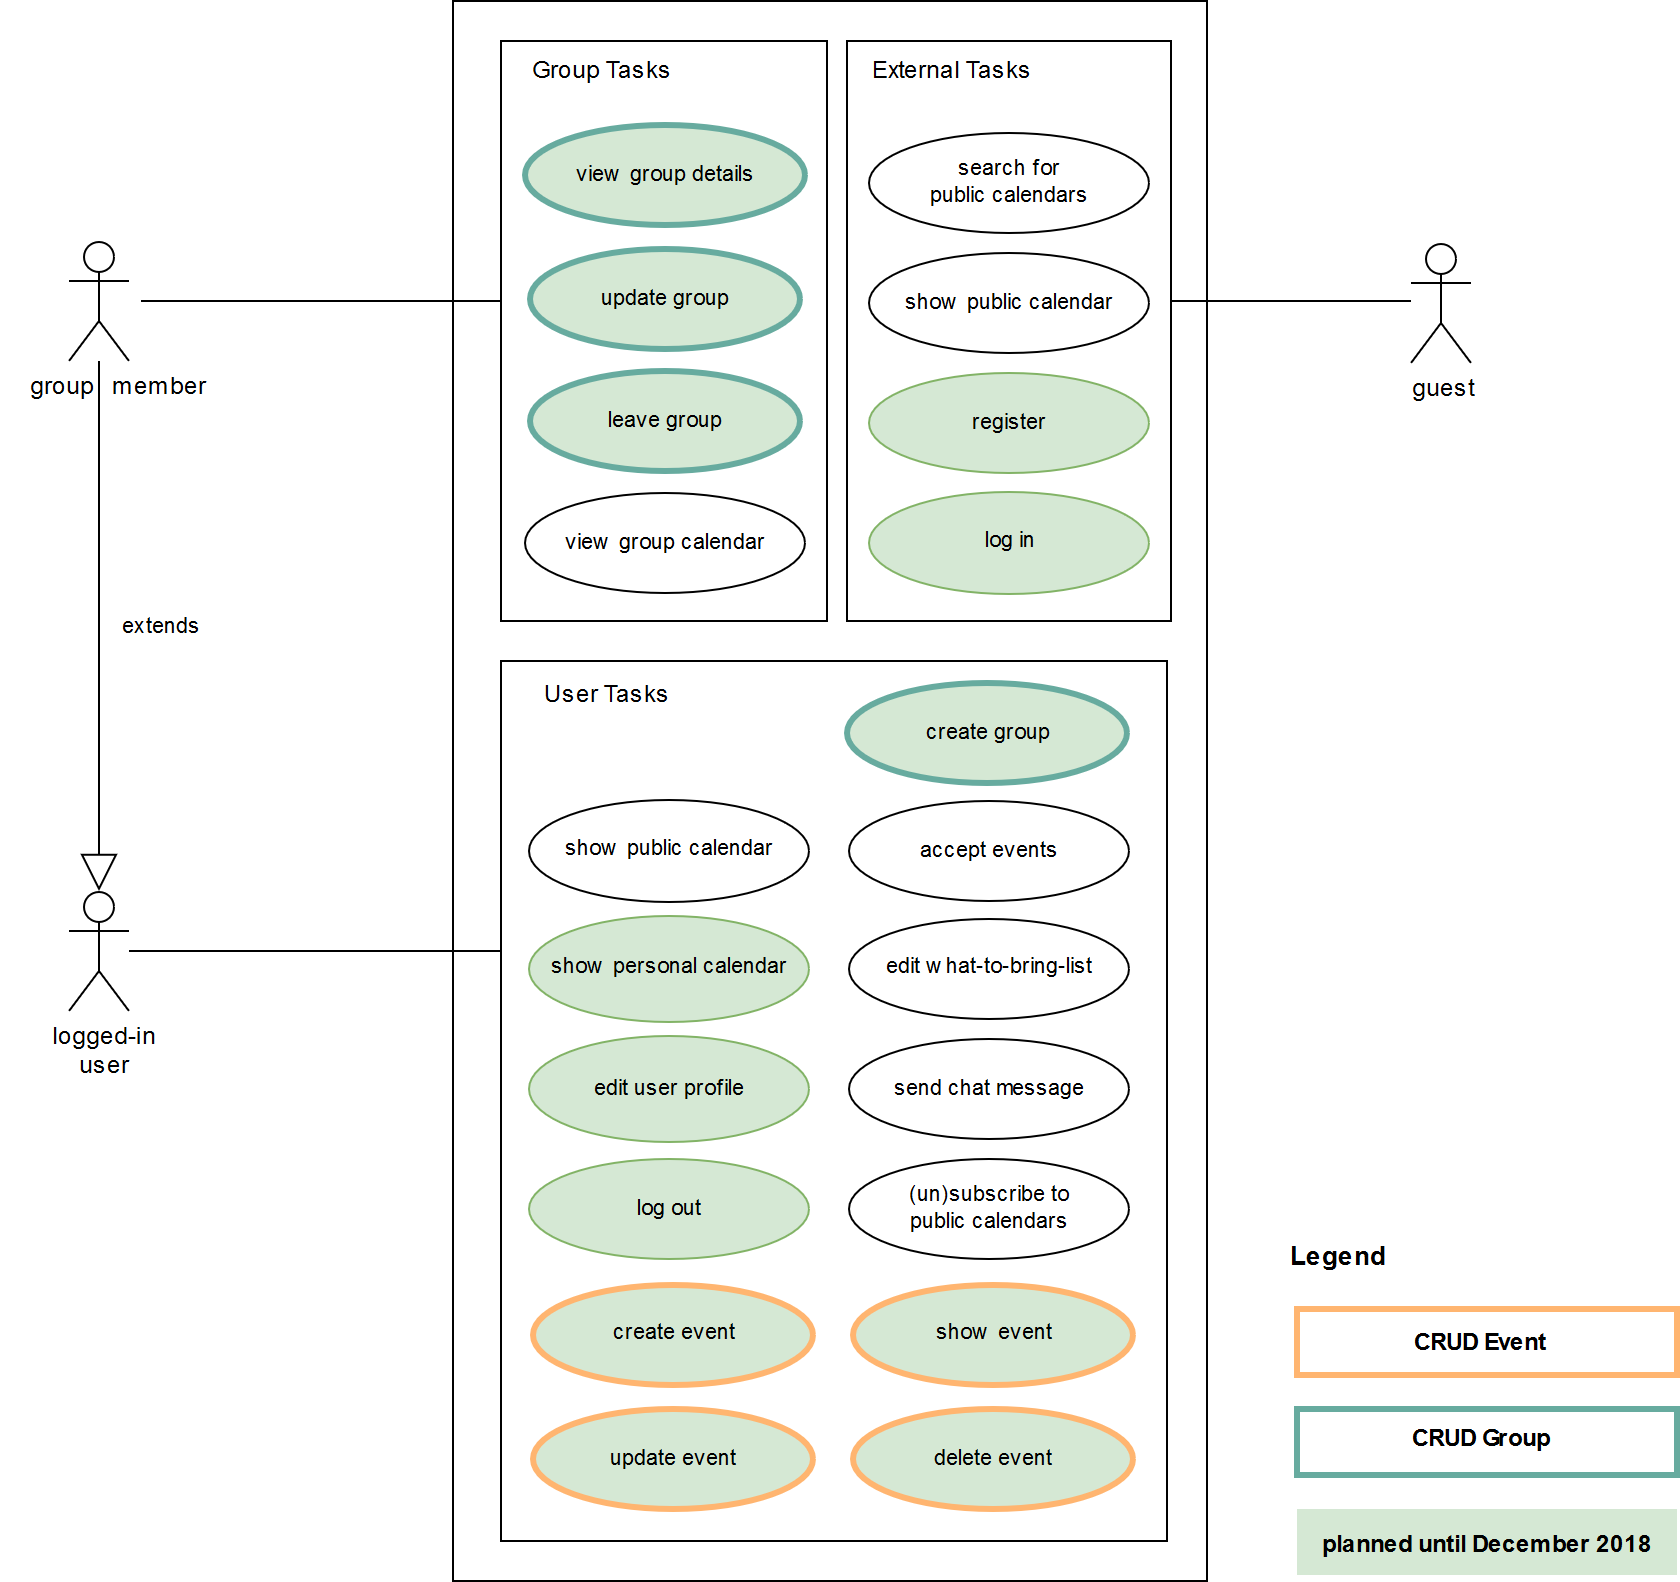 Group Tasks
view group details
update group
leave group
view group calendar
External Tasks
search for
public calendars
show public calendar
register
log in
group member
guest
extends
logged-in
user
User Tasks
create group
show public calendar
accept events
show personal calendar
edit what-to-bring-list
edit user profile
send chat message
log out
(un)subscribe to
public calendars
create event
show event
update event
delete event
Legend
CRUD Event
CRUD Group
planned until December 2018